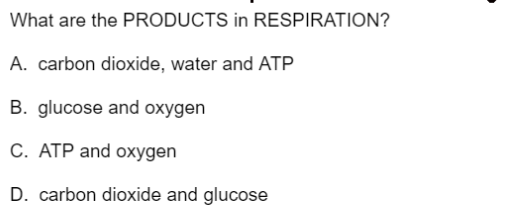 What are the PRODUCTS in RESPIRATION?
A. carbon dioxide, water and ATP
B. glucose and oxygen
C. ATP and oxygen
D. carbon dioxide and glucose